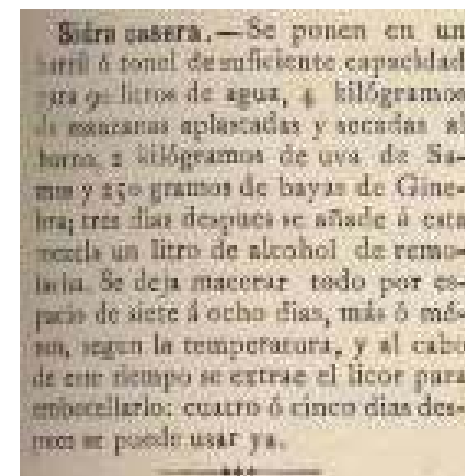 Sidra casera.—Se ponen en un
barril ó tonel de suficiente capacidad
para 90 litros de agua, 4 kilógramos
de manzanas aplastadas y secadas al
horno, 2 kilógramos de uva de Sa-
mos y 250 gramos de bayas de Gine-
bra; tres dias despues se añade á esta
mezcla un litro de alcohol de remo-
lacha. Se deja macerar todo por es-
pacio de siete á ocho dias, más ó mé-
nos, segun la temperatura, y al cabo
de este tiempo se extrae el licor para
embotellarlo; cuatro ó cinco dias des-
pues se puede usar ya.